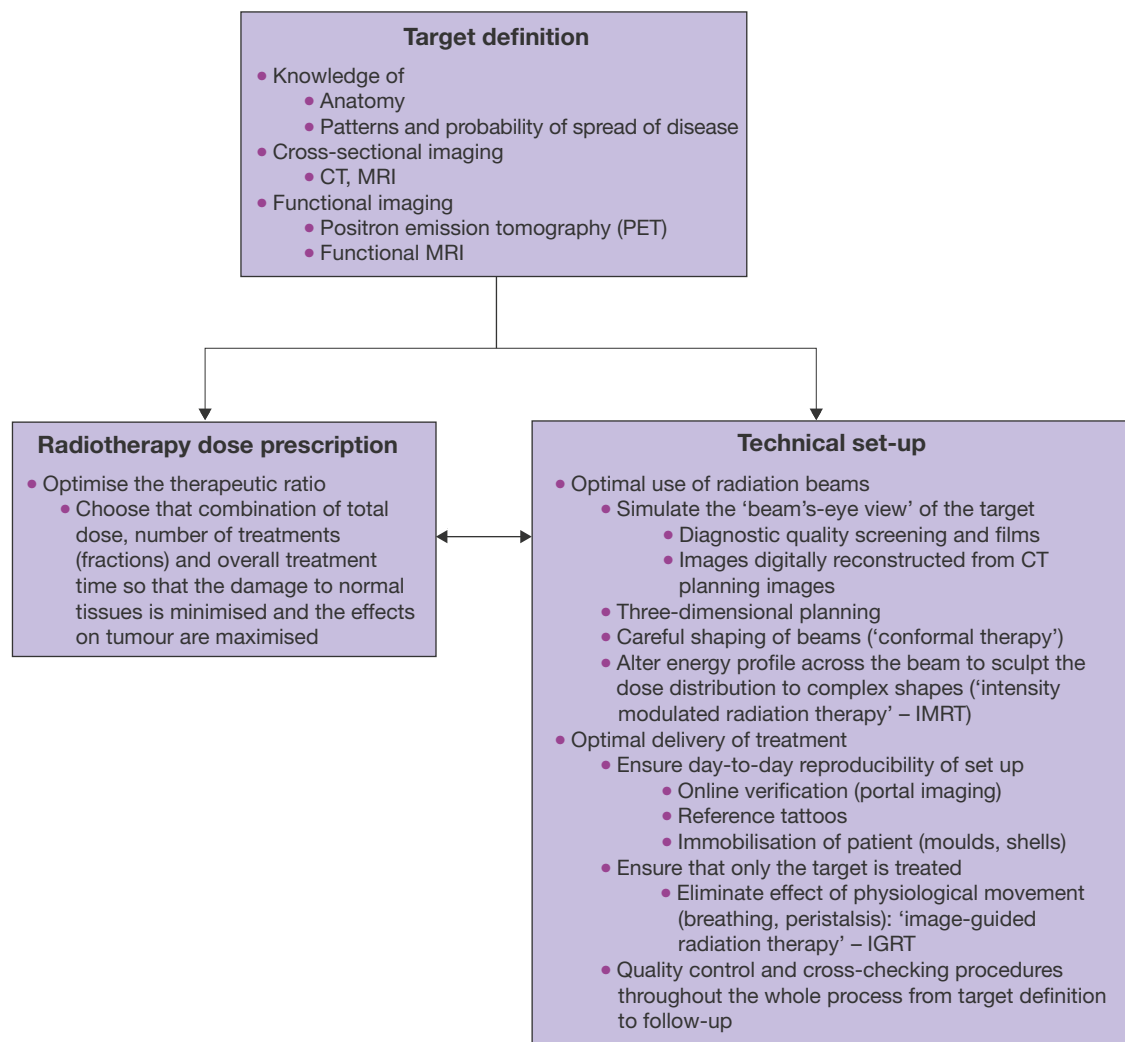 Target definition
• Knowledge of
• Anatomy
• Patterns and probability of spread of disease
• Cross-sectional imaging
• CT, MRI
• Functional imaging
• Positron emission tomography (PET)
• Functional MRI
Radiotherapy dose prescription
• Optimise the therapeutic ratio
• Choose that combination of total
dose, number of treatments
(fractions) and overall treatment
time so that the damage to normal
tissues is minimised and the effects
on tumour are maximised
Technical set-up
• Optimal use of radiation beams
• Simulate the ‘beam’s-eye view’ of the target
• Diagnostic quality screening and films
• Images digitally reconstructed from CT
planning images
• Three-dimensional planning
• Careful shaping of beams (‘conformal therapy’)
• Alter energy profile across the beam to sculpt the
dose distribution to complex shapes (‘intensity
modulated radiation therapy’ – IMRT)
• Optimal delivery of treatment
• Ensure day-to-day reproducibility of set up
• Online verification (portal imaging)
• Reference tattoos
• Immobilisation of patient (moulds, shells)
• Ensure that only the target is treated
• Eliminate effect of physiological movement
(breathing, peristalsis): ‘image-guided
radiation therapy’ – IGRT
• Quality control and cross-checking procedures
throughout the whole process from target definition
to follow-up